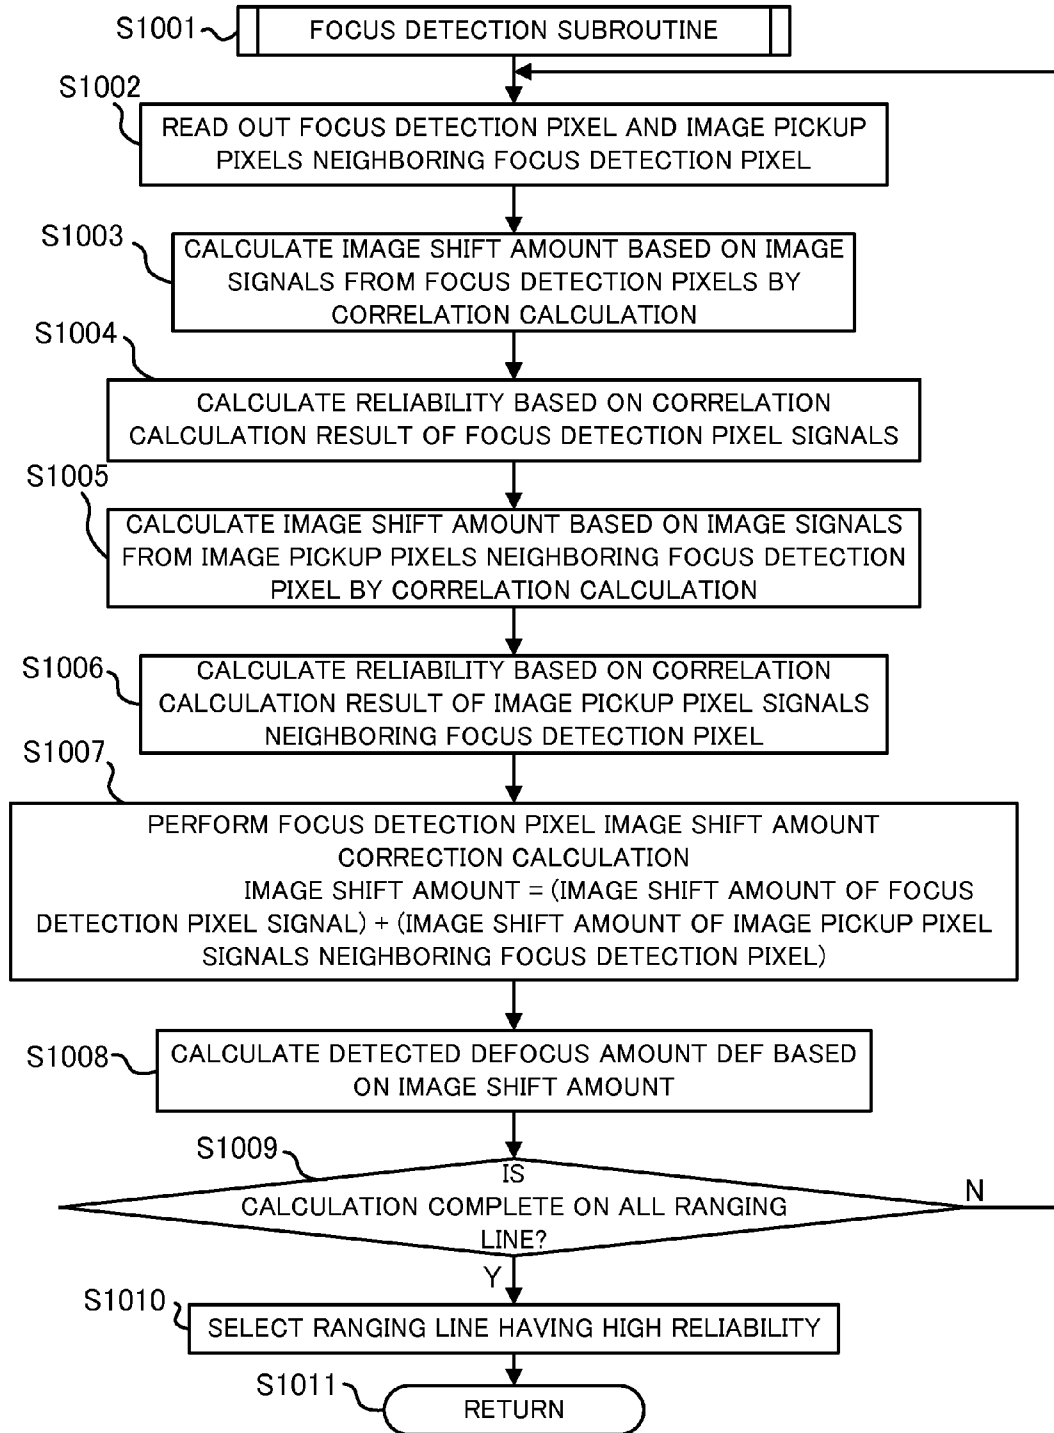 S1001
FOCUS DETECTION SUBROUTINE
S1002
READ OUT FOCUS DETECTION PIXEL AND IMAGE PICKUP
PIXELS NEIGHBORING FOCUS DETECTION PIXEL
S1003
CALCULATE IMAGE SHIFT AMOUNT BASED ON IMAGE
SIGNALS FROM FOCUS DETECTION PIXELS BY
CORRELATION CALCULATION
S1004
CALCULATE RELIABILITY BASED ON CORRELATION
CALCULATION RESULT OF FOCUS DETECTION PIXEL SIGNALS
S1005
CALCULATE IMAGE SHIFT AMOUNT BASED ON IMAGE SIGNALS
FROM IMAGE PICKUP PIXELS NEIGHBORING FOCUS DETECTION
PIXEL BY CORRELATION CALCULATION
S1006
CALCULATE RELIABILITY BASED ON CORRELATION
CALCULATION RESULT OF IMAGE PICKUP PIXEL SIGNALS
NEIGHBORING FOCUS DETECTION PIXEL
S1007
PERFORM FOCUS DETECTION PIXEL IMAGE SHIFT AMOUNT
CORRECTION CALCULATION
IMAGE SHIFT AMOUNT = (IMAGE SHIFT AMOUNT OF FOCUS
DETECTION PIXEL SIGNAL) + (IMAGE SHIFT AMOUNT OF IMAGE PICKUP PIXEL
SIGNALS NEIGHBORING FOCUS DETECTION PIXEL)
S1008
CALCULATE DETECTED DEFOCUS AMOUNT DEF BASED
ON IMAGE SHIFT AMOUNT
S1009
IS
CALCULATION COMPLETE ON ALL RANGING
LINE?
N
Y
S1010
SELECT RANGING LINE HAVING HIGH RELIABILITY
S1011
RETURN